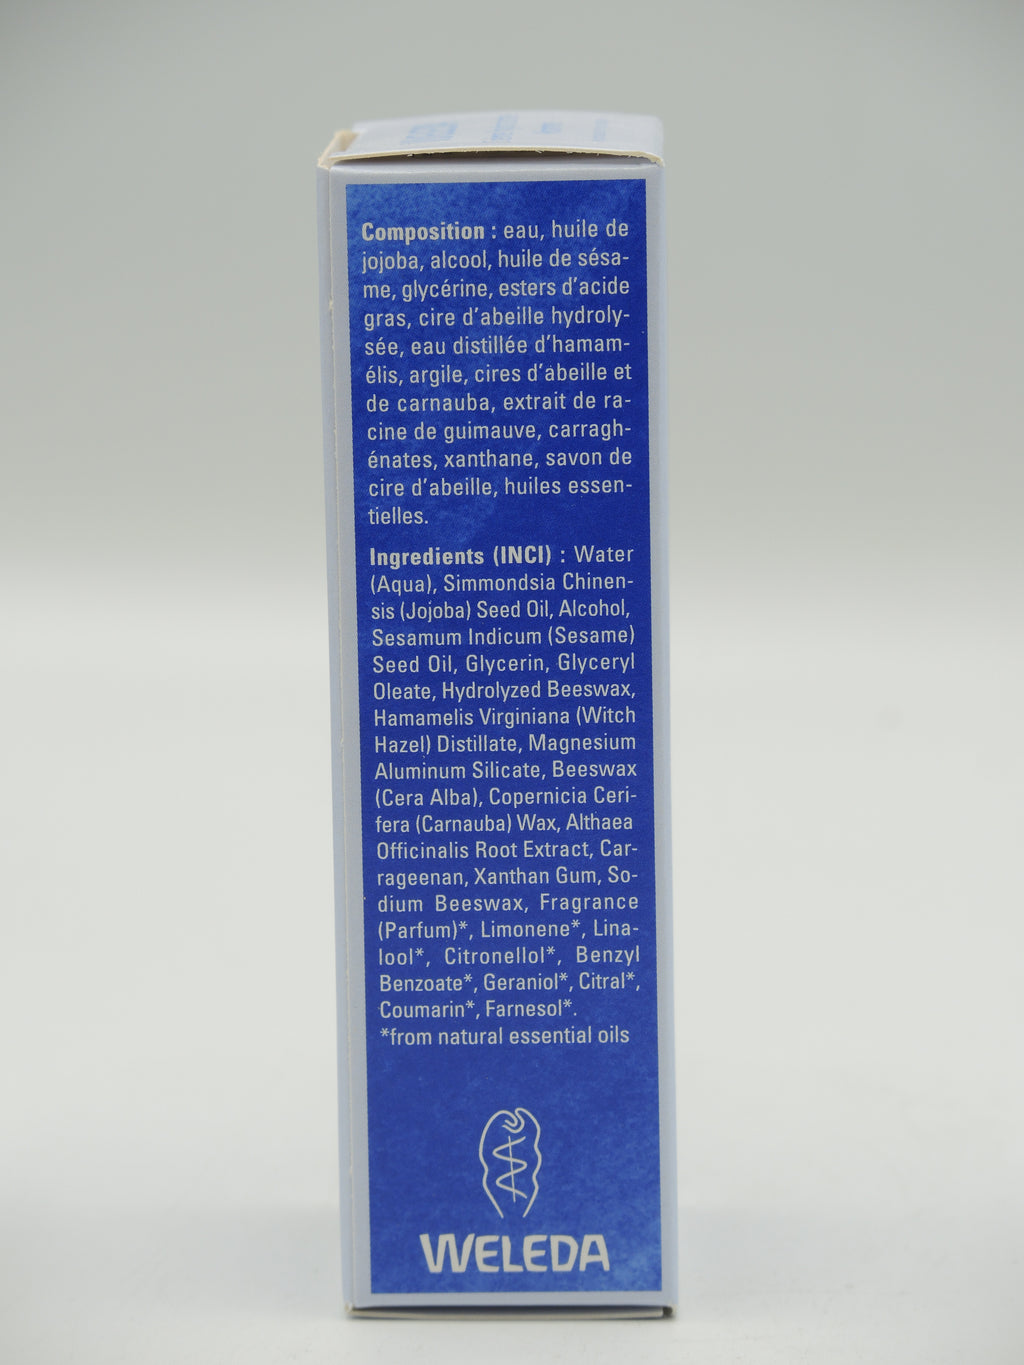 Composition : eau, huile de
jojoba, alcool, huile de sésa-
me, glycérine, esters d'acide
gras, cire d'abeille hydroly-
sée, eau distillée d'hamam-
élis, argile, cires d'abeille et
de carnauba, extrait de ra-
cine de guimauve, carragh-
énates, xanthane, savon de
cire d'abeille, huiles essen-
tielles.
Ingredients (INCI) : Water
(Aqua), Simmondsia Chinen-
sis (Jojoba) Seed Oil, Alcohol,
Sesamum Indicum (Sesame)
Seed Oil, Glycerin, Glyceryl
Oleate, Hydrolyzed Beeswax,
Hamamelis Virginiana (Witch
Hazel) Distillate, Magnesium
Aluminum Silicate, Beeswax
(Cera Alba), Copernicia Ceri-
fera (Carnauba) Wax, Althaea
Officinalis Root Extract, Car-
rageenan, Xanthan Gum, So-
dium Beeswax, Fragrance
(Parfum)*, Limonene*, Lina-
lool*, Citronellol*, Benzyl
Benzoate*, Geraniol*, Citral*,
Coumarin*, Farnesol*.
*from natural essential oils
WELEDA